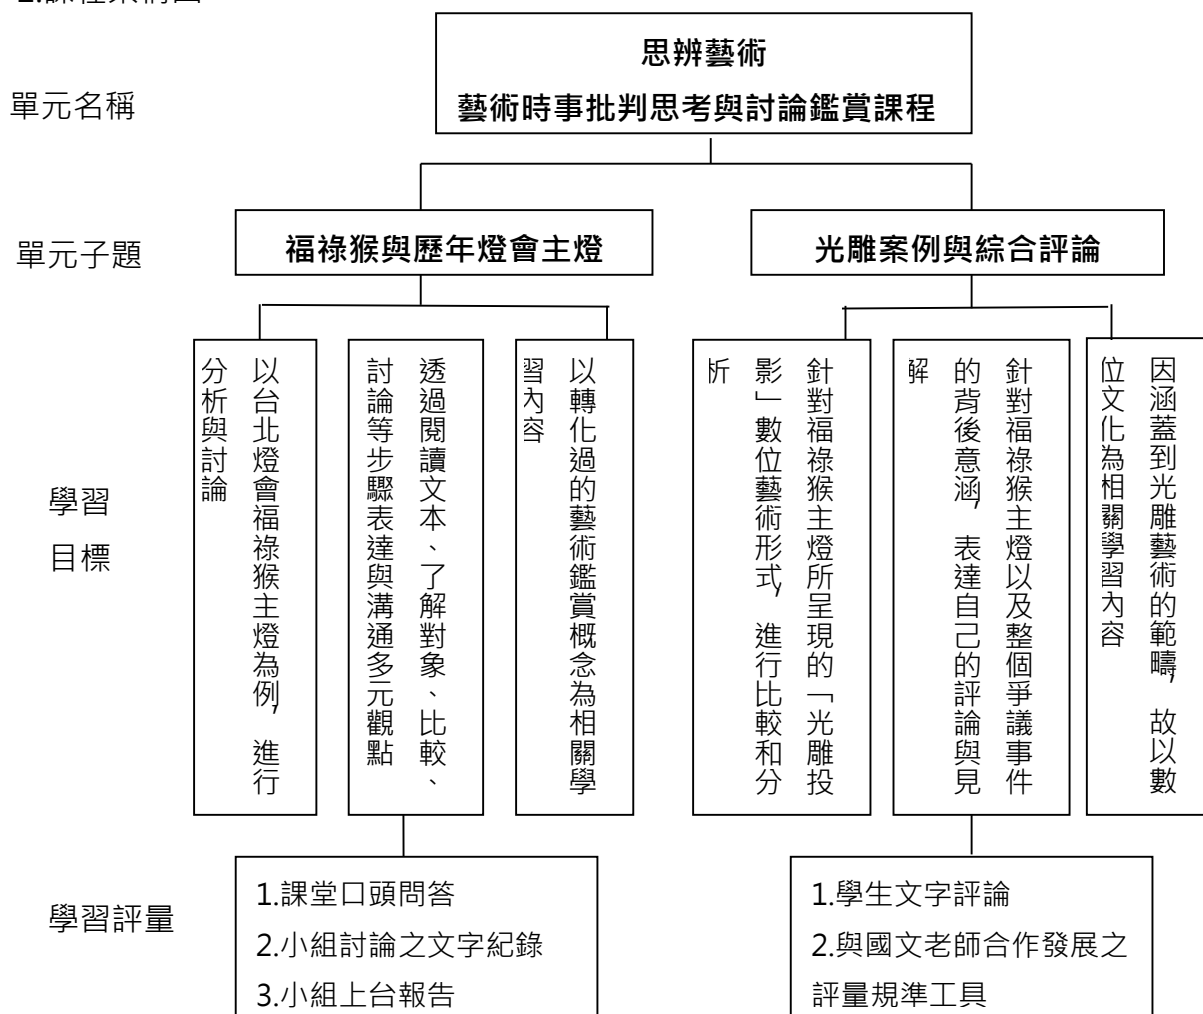 思辨藝術
藝術時事批判思考與討論鑑賞課程
單元名稱
單元子題
福祿猴與歷年燈會主燈
光雕案例與綜合評論
學習
目標
以台北燈會福祿猴主燈為例，進行
分析與討論
透過閱讀文本、了解對象、比較、
討論等步驟表達與溝通多元觀點
以轉化過的藝術鑑賞概念為相關學
習內容
針對福祿猴主燈所呈現的「光雕投
影」數位藝術形式，進行比較和分
析
針對福祿猴主燈以及整個爭議事件
的背後意涵，表達自己的評論與見
解
因涵蓋到光雕藝術的範疇，故以數
位文化為相關學習內容
學習評量
1.課堂口頭問答
2.小組討論之文字紀錄
3.小組上台報告
1.學生文字評論
2.與國文老師合作發展之
評量規準工具